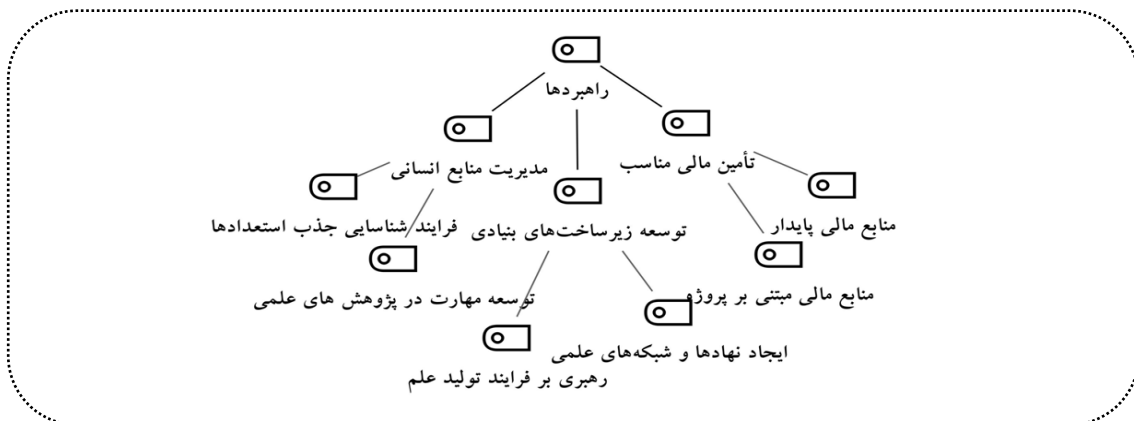 راهبردها
تأمین مالی مناسب
مدیریت منابع انسانی
منابع مالی پایدار
توسعه زیرساخت‌های بنیادی
فرایند شناسایی جذب استعدادها
منابع مالی مبتنی بر پروژه
توسعه مهارت در پژوهش های علمی
ایجاد نهادها و شبکه‌های علمی
رهبری بر فرایند تولید علم